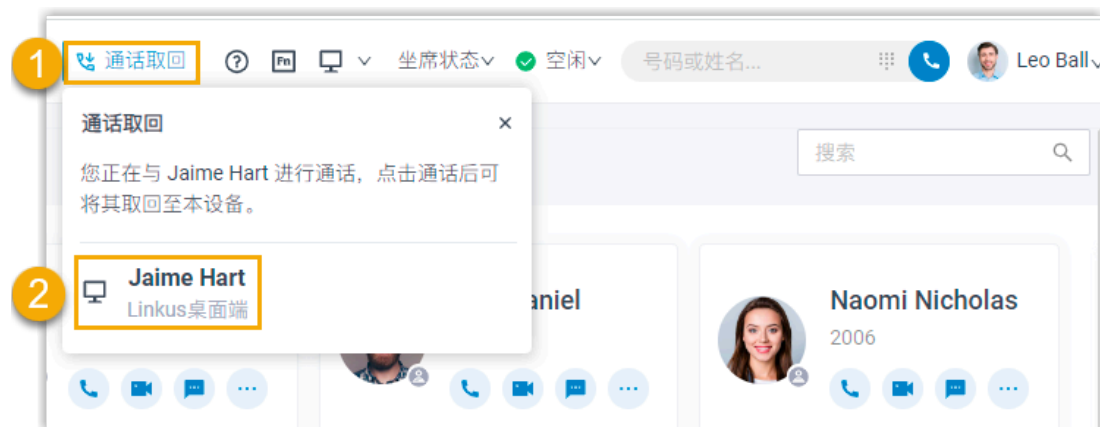 1
通话取回
Fn
坐席状态
空闲
号码或姓名...
Leo Ball
通话取回
搜索
您正在与 Jaime Hart 进行通话，点击通话后可
将其取回至本设备。
2
Jaime Hart
Linkus桌面端
aniel
Naomi Nicholas
2006